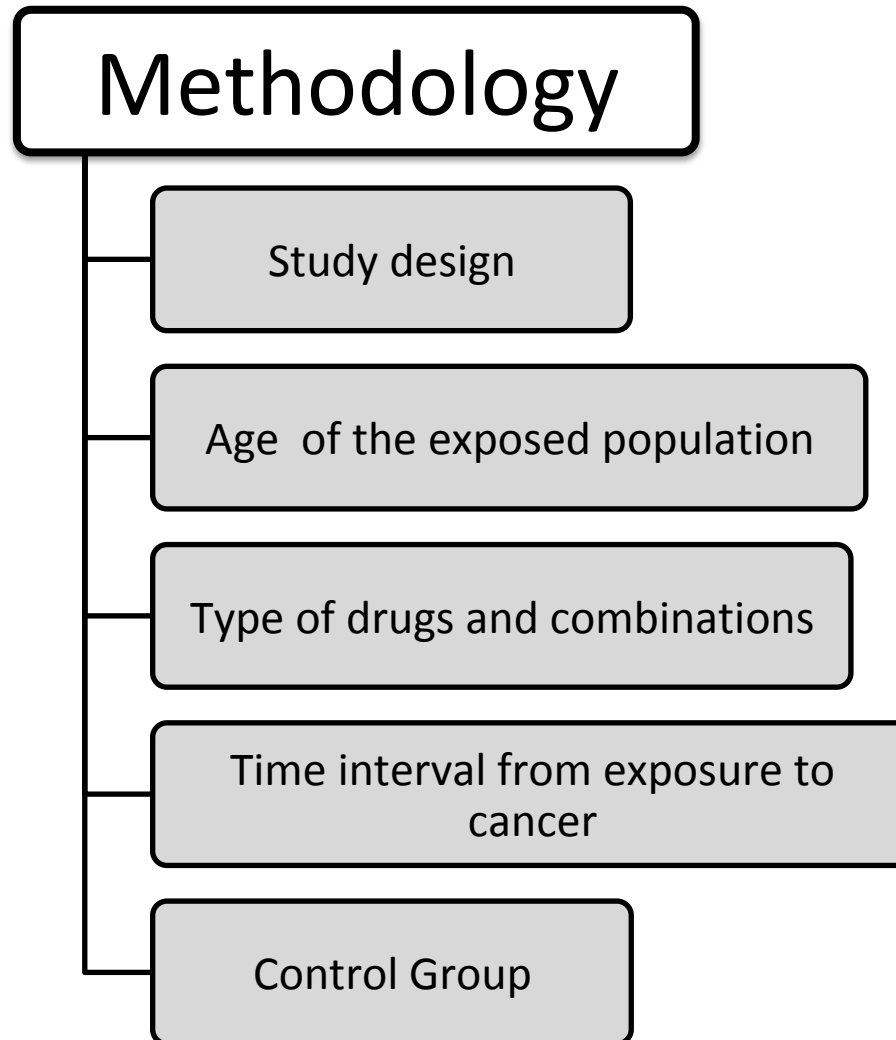 Methodology
Study design
Age of the exposed population
Type of drugs and combinations
Time interval from exposure to
cancer
Control Group